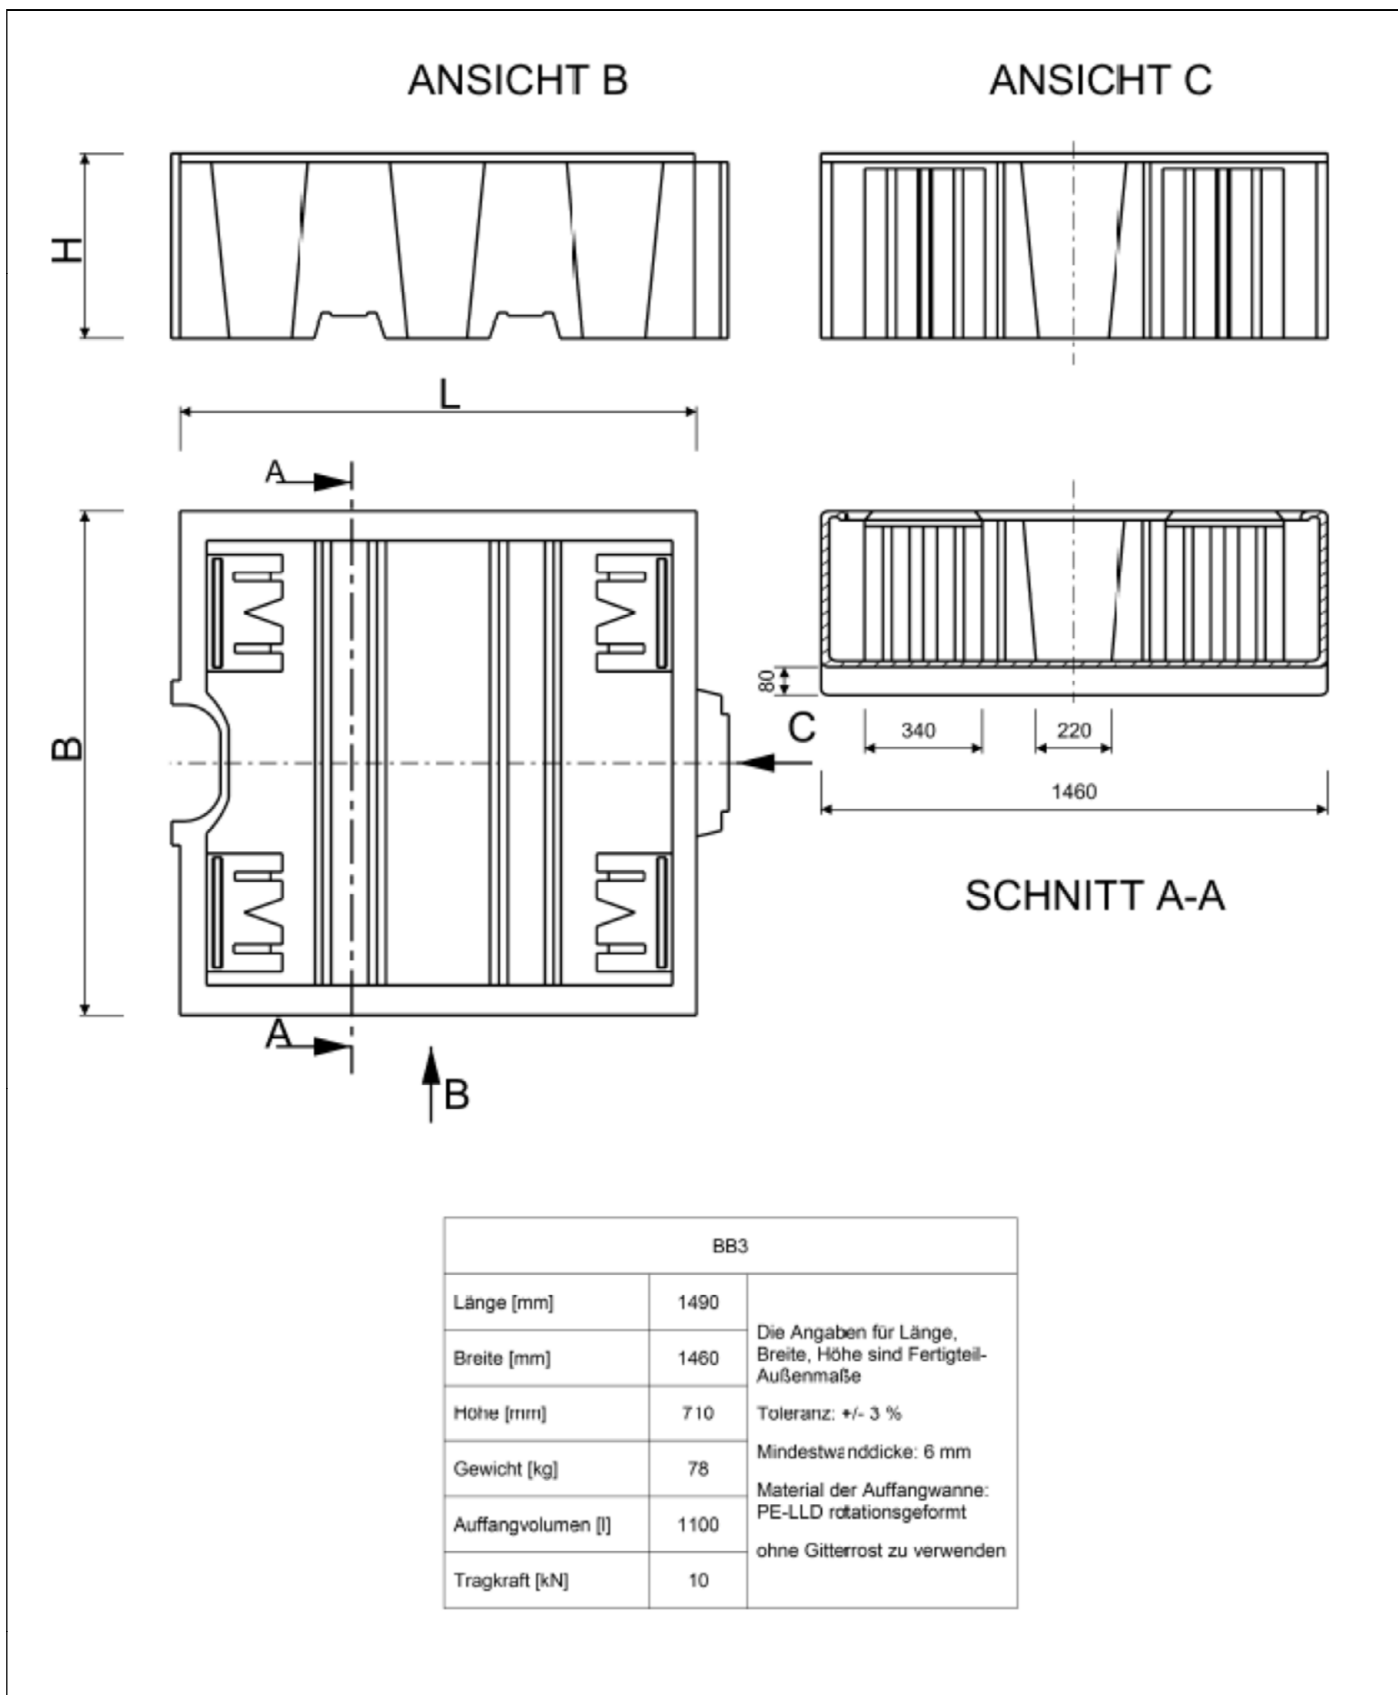 ANSICHT B
ANSICHT C
H
L
A
B
80
C
340
220
1460
SCHNITT A-A
A
B
BB3
Länge [mm] 1490
Breite [mm] 1460
Höhe [mm] 710
Gewicht [kg] 78
Auffangvolumen [l] 1100
Tragkraft [kN] 10
Die Angaben für Länge,
Breite, Höhe sind Fertigteil-
Außenmaße
Toleranz: +/- 3 %
Mindestwanddicke: 6 mm
Material der Auffangwanne:
PE-LLD rotationsgeformt
ohne Gitterrost zu verwenden